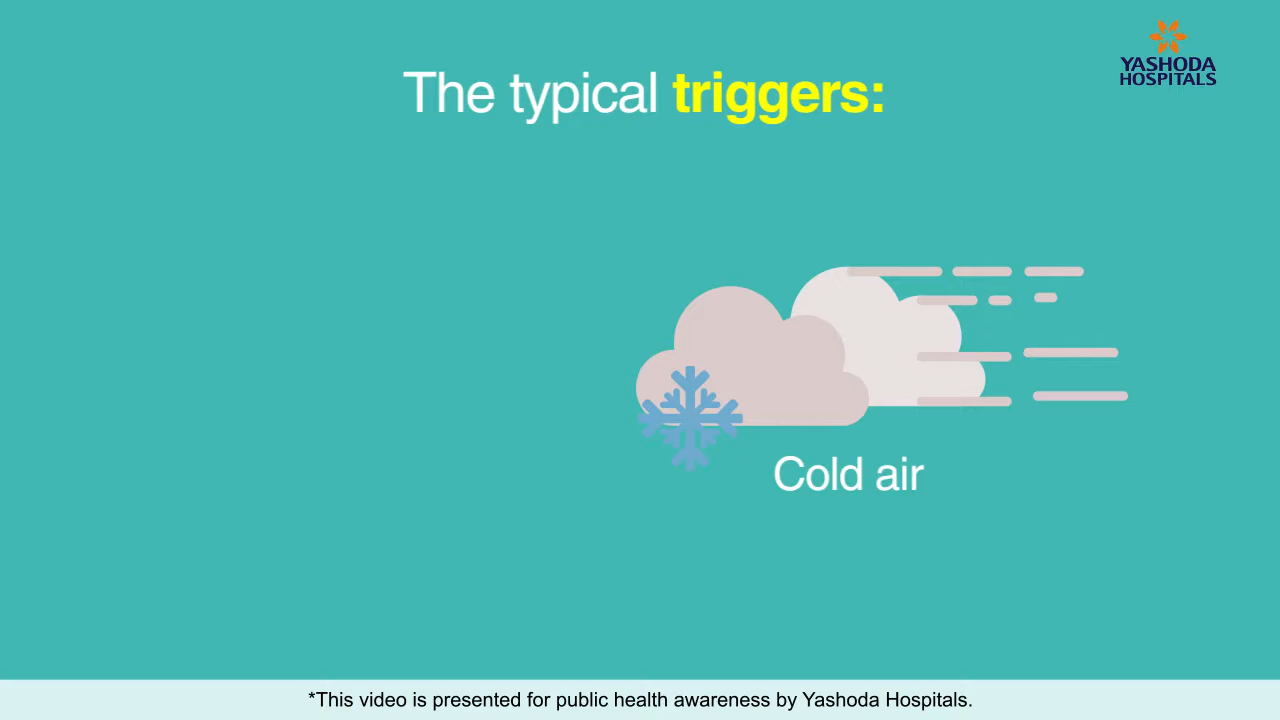 The typical triggers:
YASHODA
HOSPITALS
Cold air
*This video is presented for public health awareness by Yashoda Hospitals.